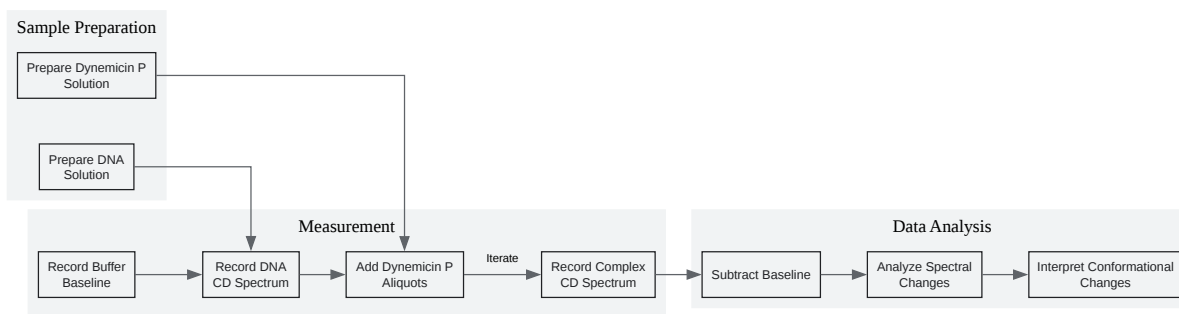 Sample Preparation
Prepare Dynemicin P
Solution
Prepare DNA
Solution
Measurement
Record Buffer
Baseline
Record DNA
CD Spectrum
Add Dynemicin P
Aliquots
Iterate
Record Complex
CD Spectrum
Data Analysis
Subtract Baseline
Analyze Spectral
Changes
Interpret Conformational
Changes